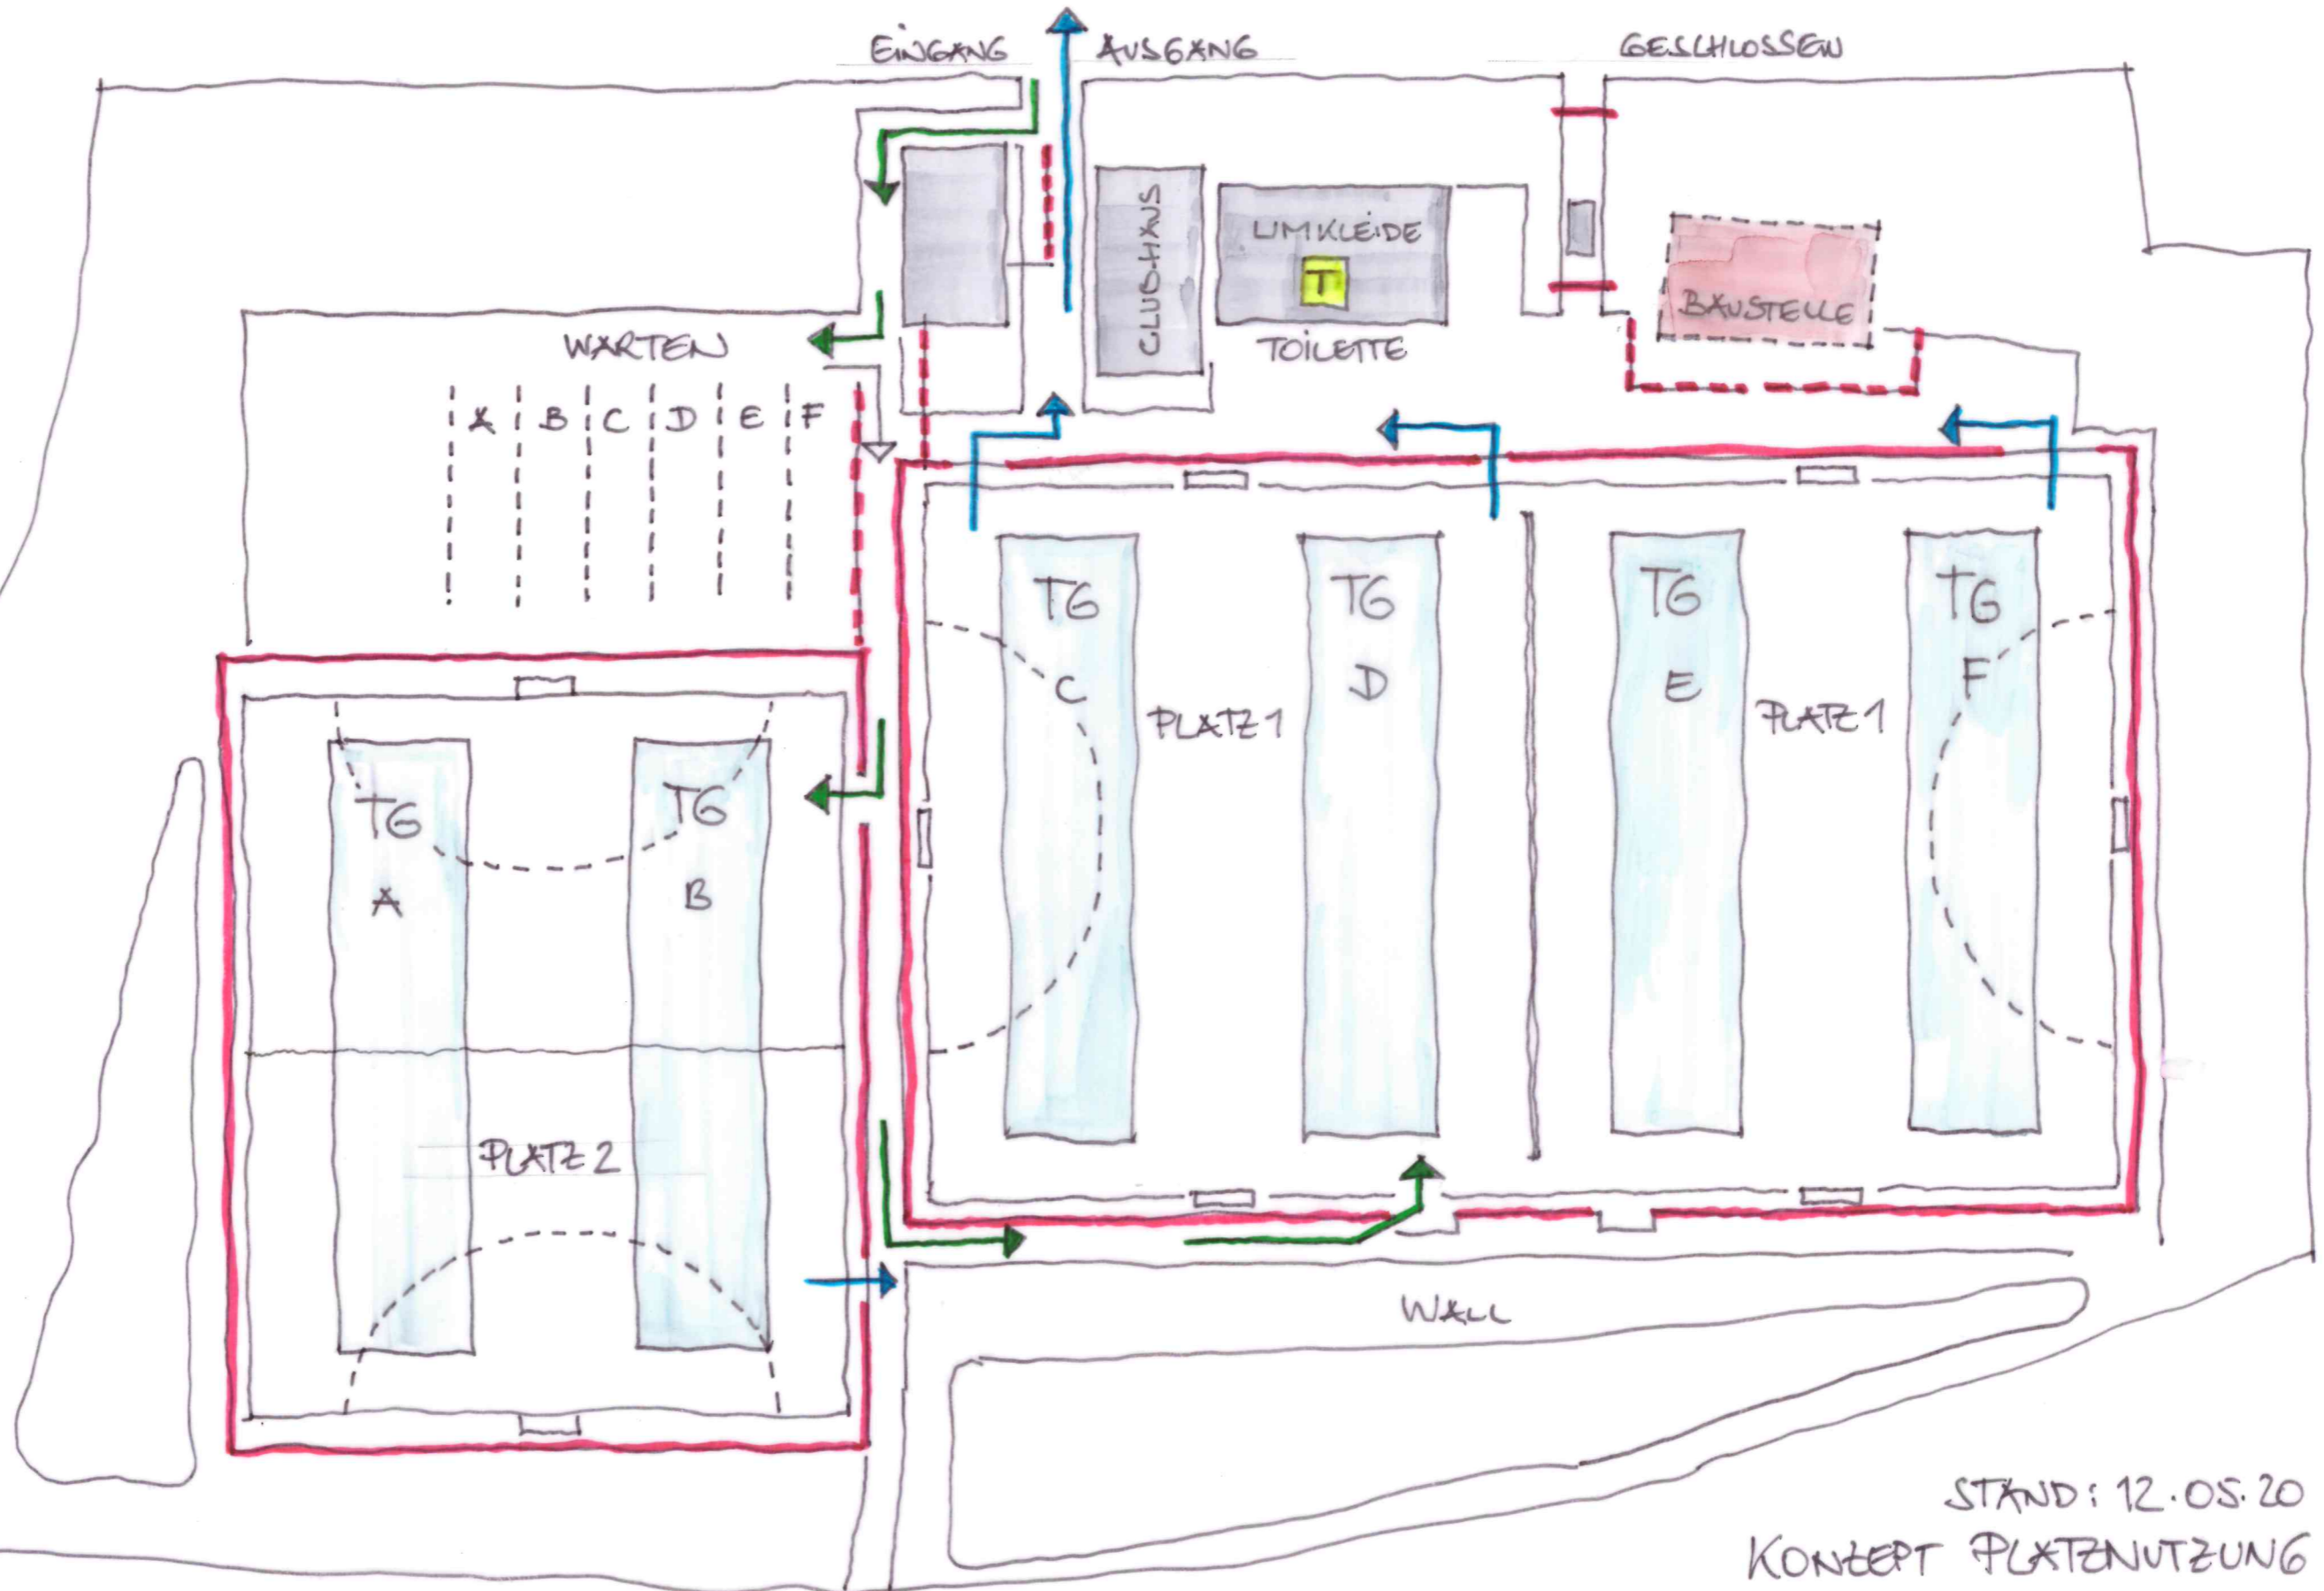 EINGANG
AUSGANG
GESCHLOSSEN
CLUBHAUS
UMKLEIDE
T
TOILETTE
BAUSTELLE
WARTEN
A B C D E F
TG
C
TG
D
TG
E
TG
F
PLATZ 1
PLATZ 1
TG
A
TG
B
PLATZ 2
WALL
STAND: 12.05.20
KONZEPT PLATZNUTZUNG